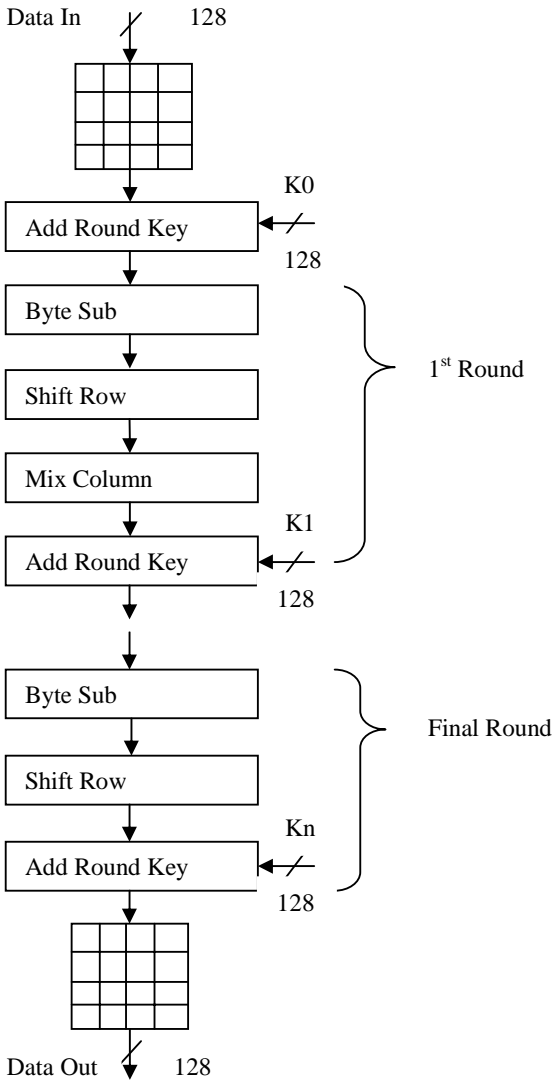 Data In 128
K0
Add Round Key
128
Byte Sub
1st Round
Shift Row
Mix Column
K1
Add Round Key
128
Byte Sub
Final Round
Shift Row
Kn
Add Round Key
128
Data Out 128